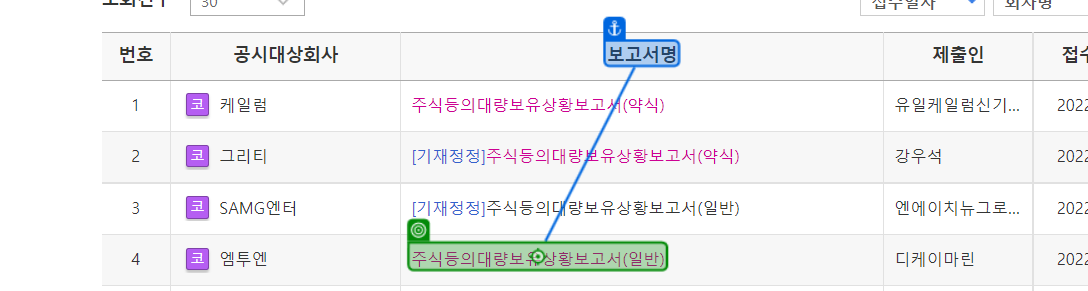 30
접수일자 회사명
번호 공시대상회사 보고서명 제출인 접수
1 코 케일럼 주식등의대량보유상황보고서(약식) 유일케일럼신기... 2022
2 코 그리티 [기재정정]주식등의대량보유상황보고서(약식) 강우석 2022
3 코 SAMG엔터 [기재정정]주식등의대량보유상황보고서(일반) 엔에이치뉴그로... 2022
4 코 엠투엔 주식등의대량보유상황보고서(일반) 디케이마린 2022